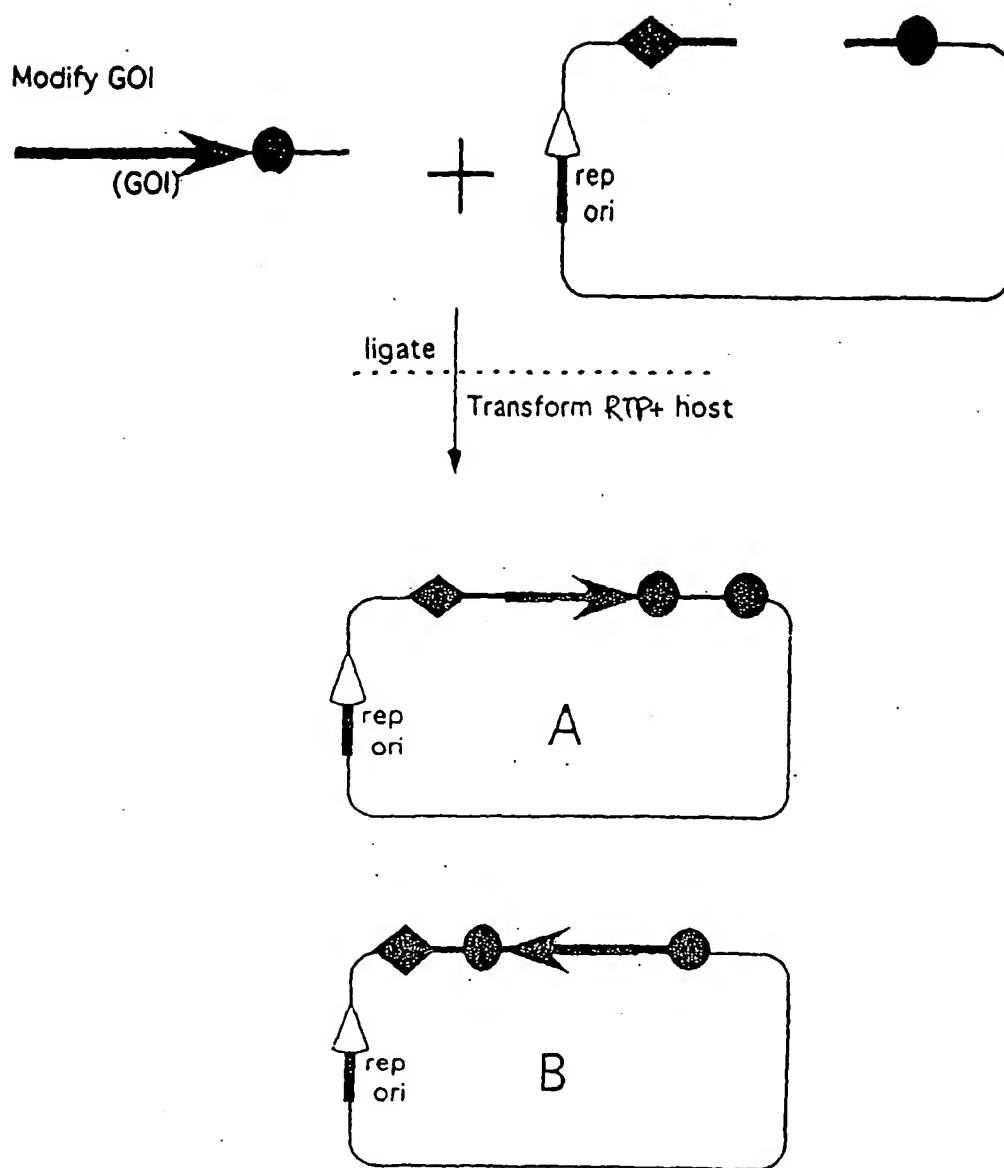 Modify GOI
(GOI)
rep
ori
ligate
Transform RTP+ host
rep
ori
A
rep
ori
B